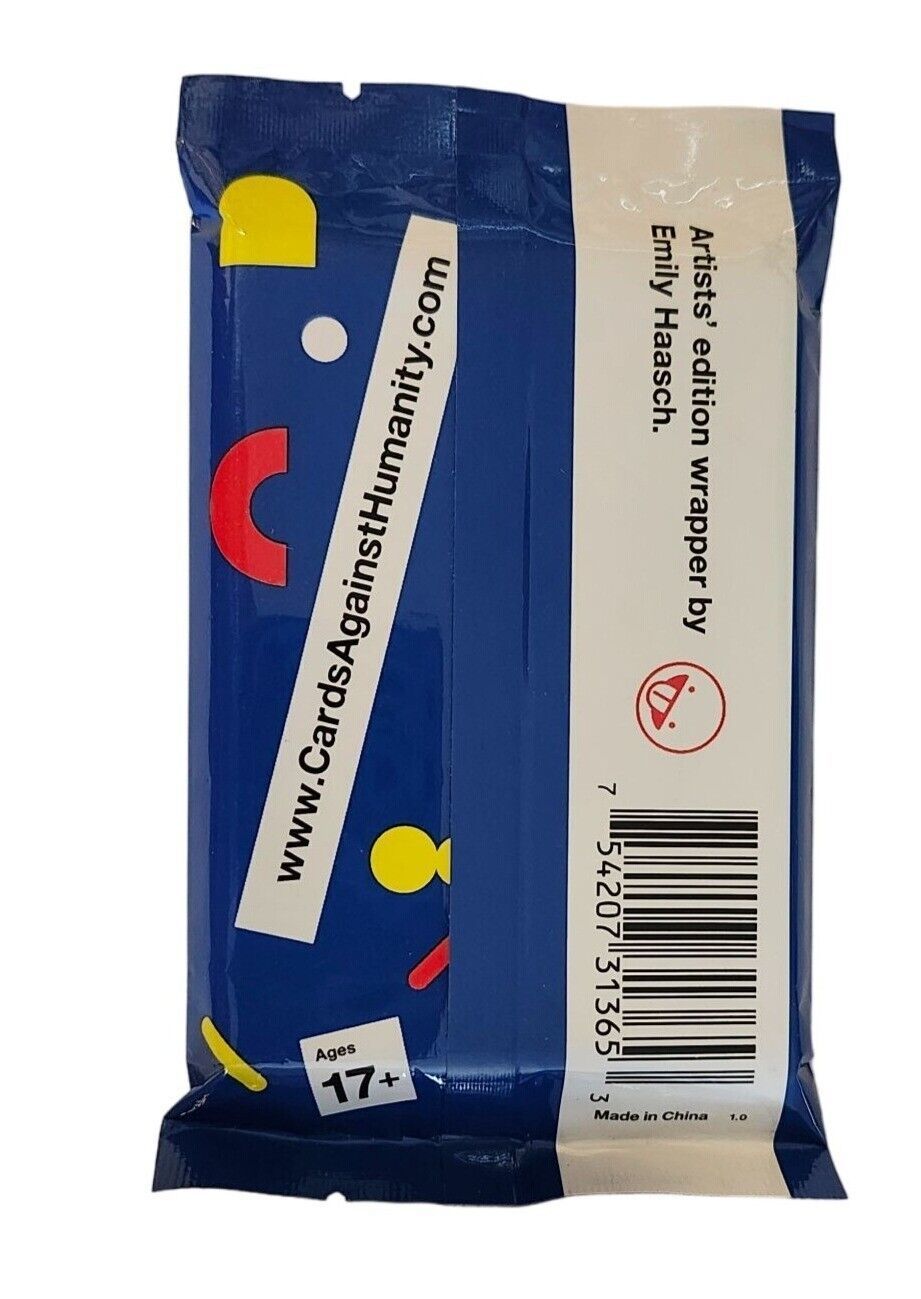 www.CardsAgainstHumanity.com
Ages
17+
Artists’ edition wrapper by
Emily Haasch.
7 54207 31365 3
Made in China 1.0